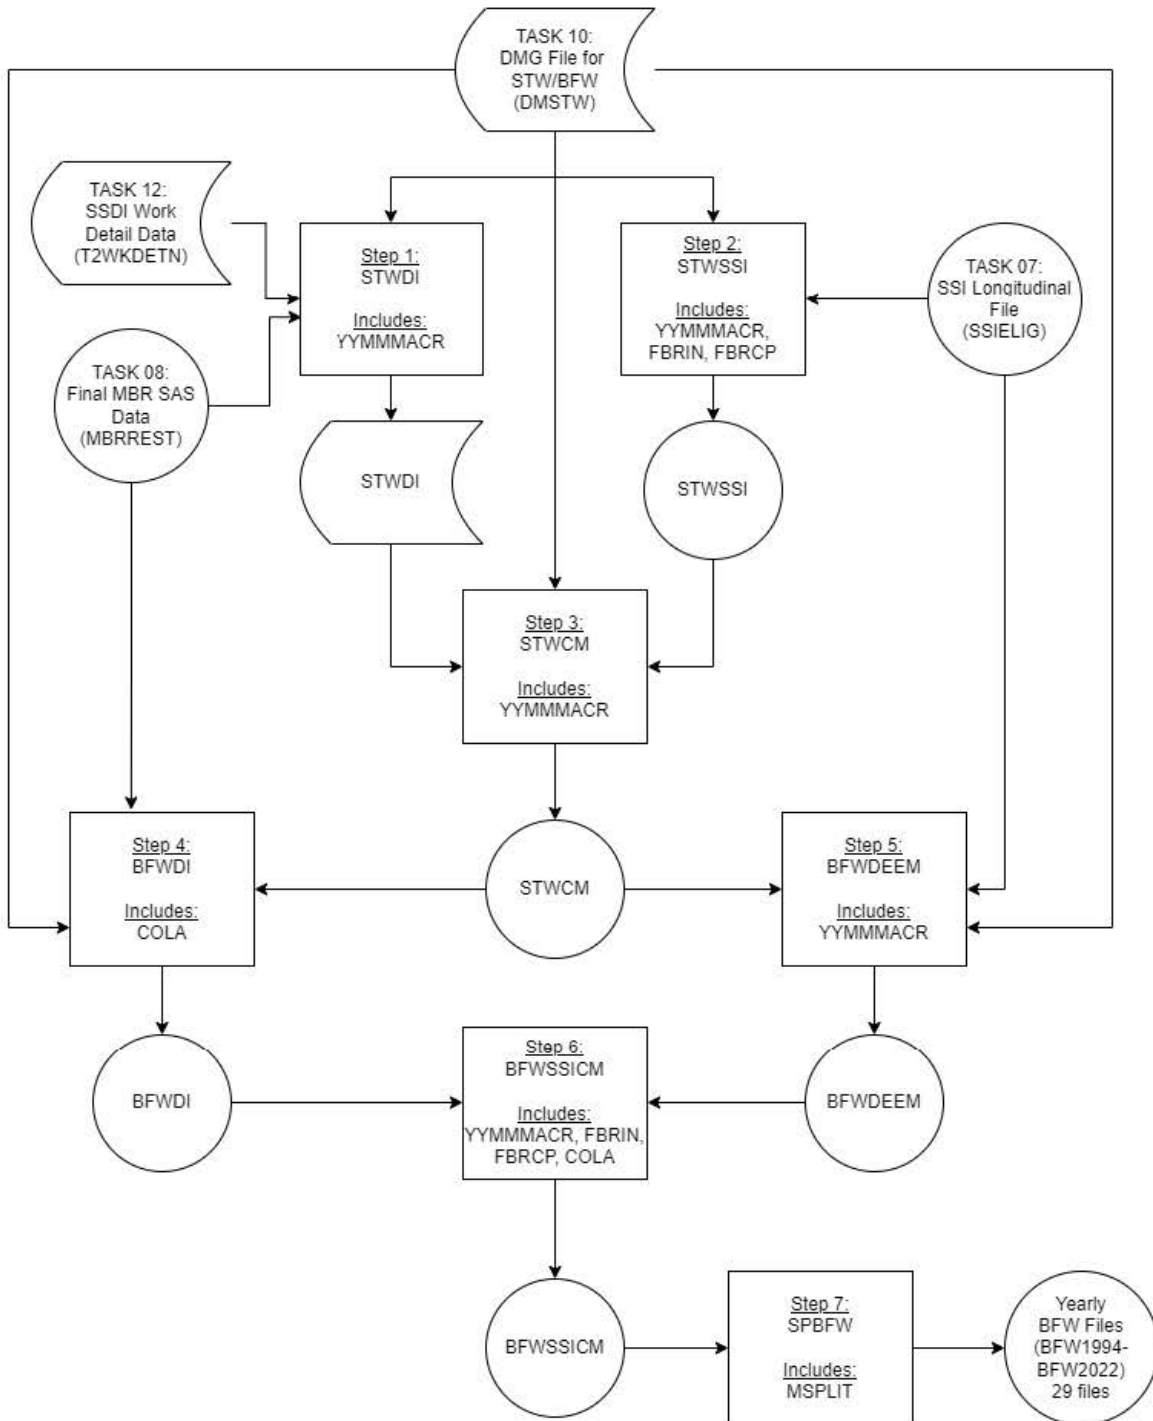 TASK 10:
DMG File for
STW/BFW
(DMSTW)
TASK 12:
SSDI Work
Detail Data
(T2WKDETN)
Step 1:
STWDI
Includes:
YYMMMACR
Step 2:
STWSSI
Includes:
YYMMMACR,
FBRIN, FBRCP
TASK 07:
SSI Longitudinal
File
(SSIELIG)
TASK 08:
Final MBR SAS
Data
(MBRREST)
STWDI
STWSSI
Step 3:
STWCM
Includes:
YYMMMACR
Step 4:
BFWDI
Includes:
COLA
STWCM
Step 5:
BFWDEEM
Includes:
YYMMMACR
BFWDI
Step 6:
BFWSSICM
Includes:
YYMMMACR, FBRIN,
FBRCP, COLA
BFWDEEM
BFWSSICM
Step 7:
SPBFW
Includes:
MSPLIT
Yearly
BFW Files
(BFW1994-
BFW2022)
29 files